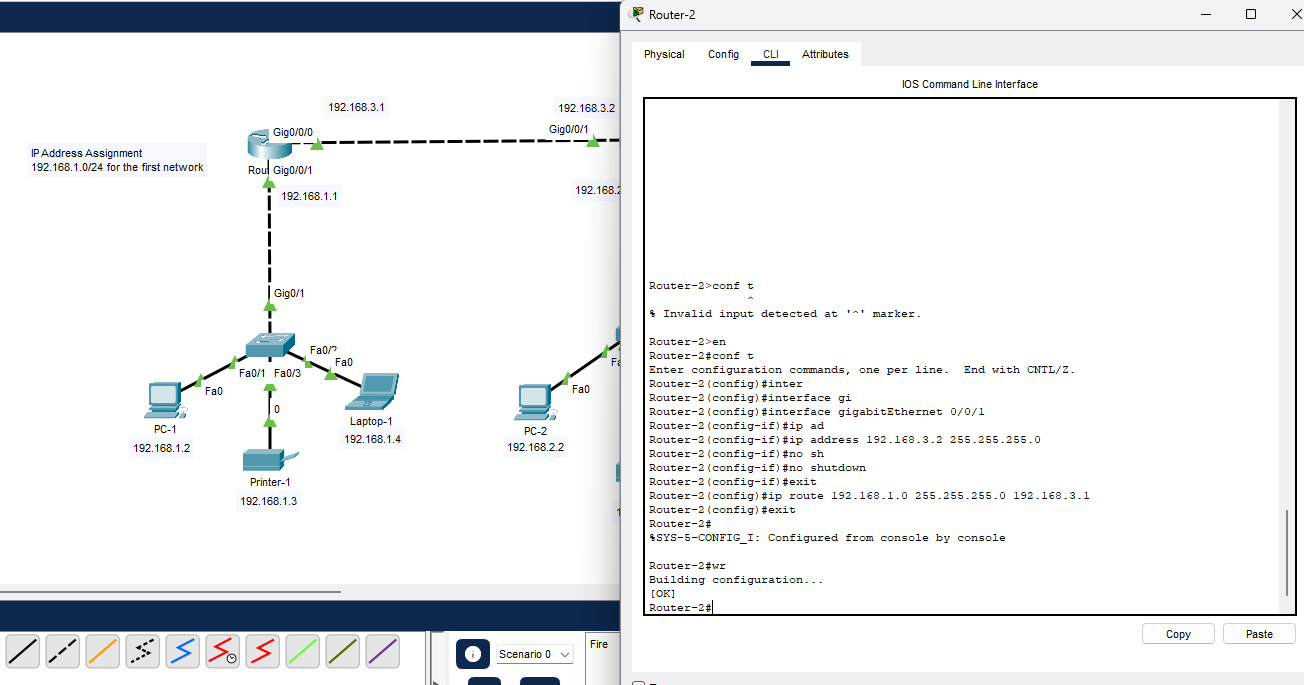 Router-2
Physical
Config
CLI
Attributes
IOS Command Line Interface
192.168.3.1
192.168.3.2
Gig0/0/0
Gig0/0/1
IP Address Assignment
192.168.1.0/24 for the first network
Rou
Gig0/0/1
192.168.1.1
192.168.2
Gig0/1
Fa0/2
Fa0
Fa0/1
Fa0/3
Fa0
0
Fa0
PC-1
192.168.1.2
Laptop-1
192.168.1.4
PC-2
192.168.2.2
Printer-1
192.168.1.3
Router-2>conf t
^
% Invalid input detected at '^' marker.
Router-2>en
Router-2#conf t
Enter configuration commands, one per line.  End with CNTL/Z.
Router-2(config)#inter
Router-2(config)#interface gi
Router-2(config)#interface gigabitEthernet 0/0/1
Router-2(config-if)#ip ad
Router-2(config-if)#ip address 192.168.3.2 255.255.255.0
Router-2(config-if)#no sh
Router-2(config-if)#no shutdown
Router-2(config-if)#exit
Router-2(config)#ip route 192.168.1.0 255.255.255.0 192.168.3.1
Router-2(config)#exit
Router-2#
%SYS-5-CONFIG_I: Configured from console by console
Router-2#wr
Building configuration...
[OK]
Router-2#
Copy
Paste
Scenario 0
Fire